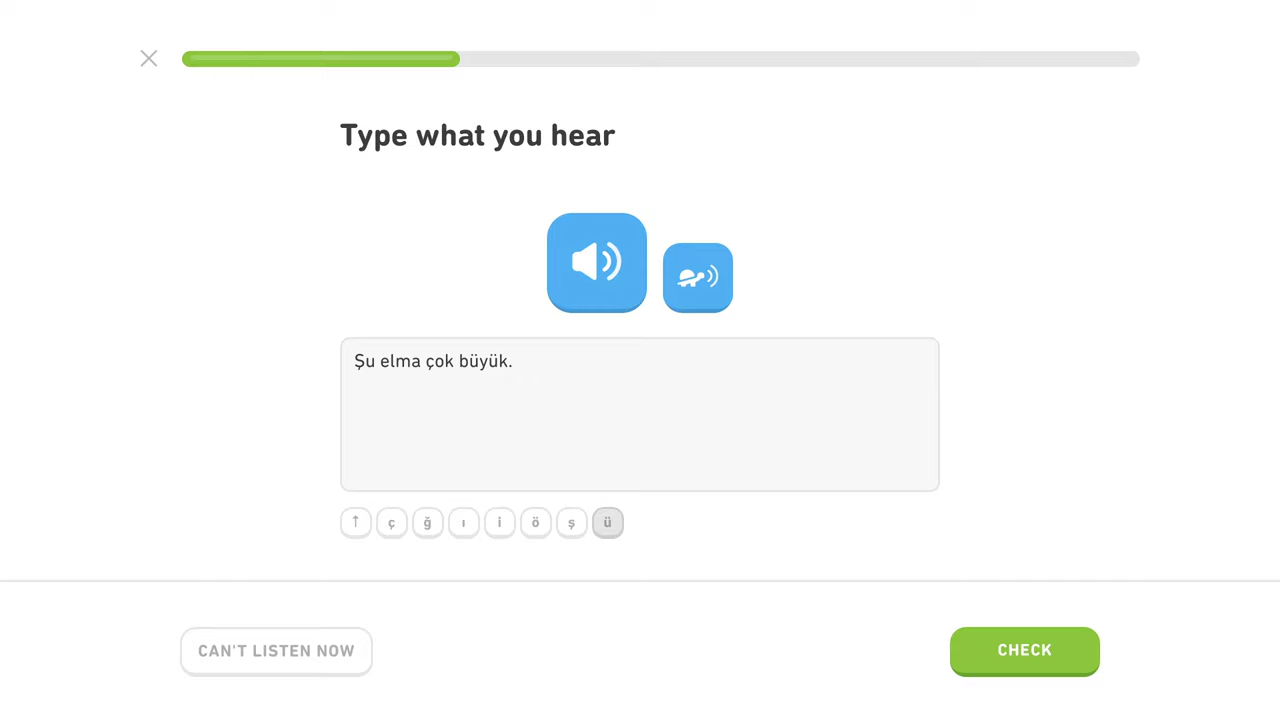 Type what you hear
Şu elma çok büyük.
↑ ç ğ ı i ö ş ü
CAN'T LISTEN NOW
CHECK